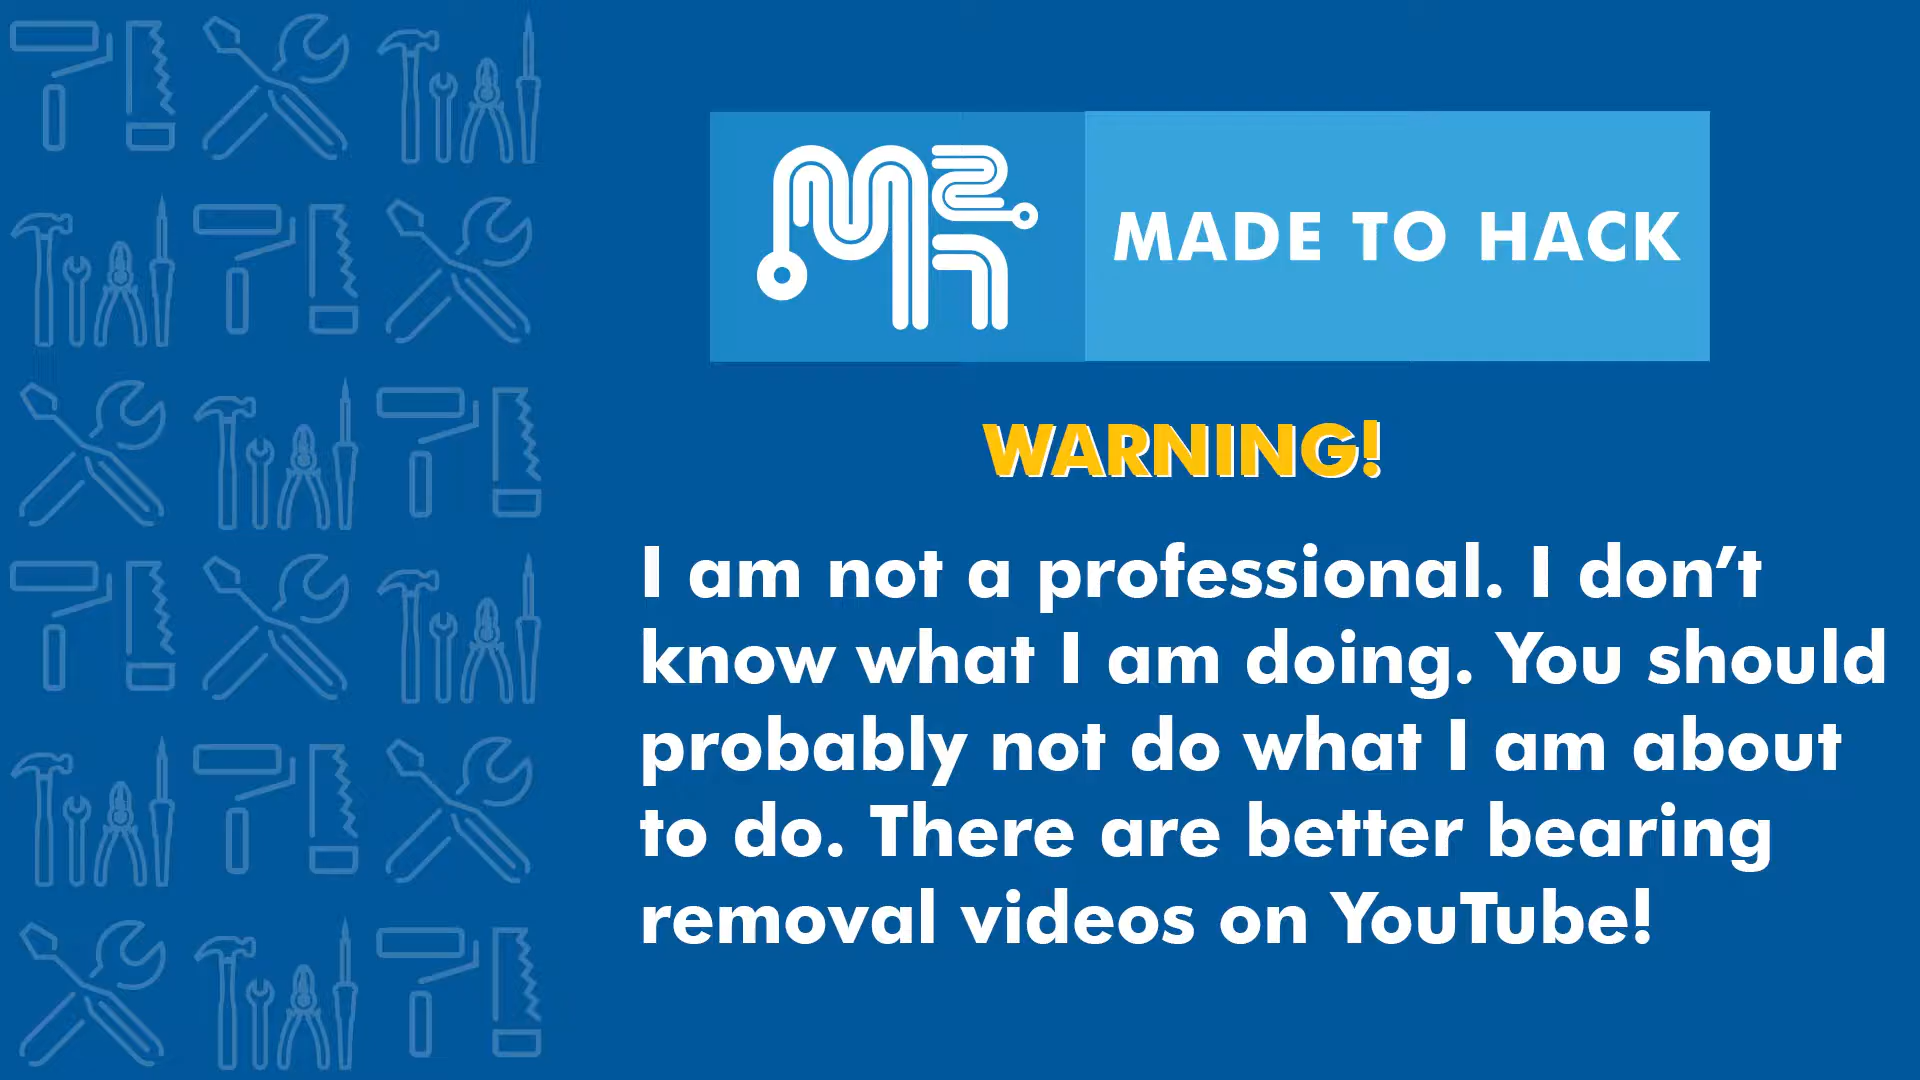 M2H
MADE TO HACK
WARNING!
I am not a professional. I don’t
know what I am doing. You should
probably not do what I am about
to do. There are better bearing
removal videos on YouTube!